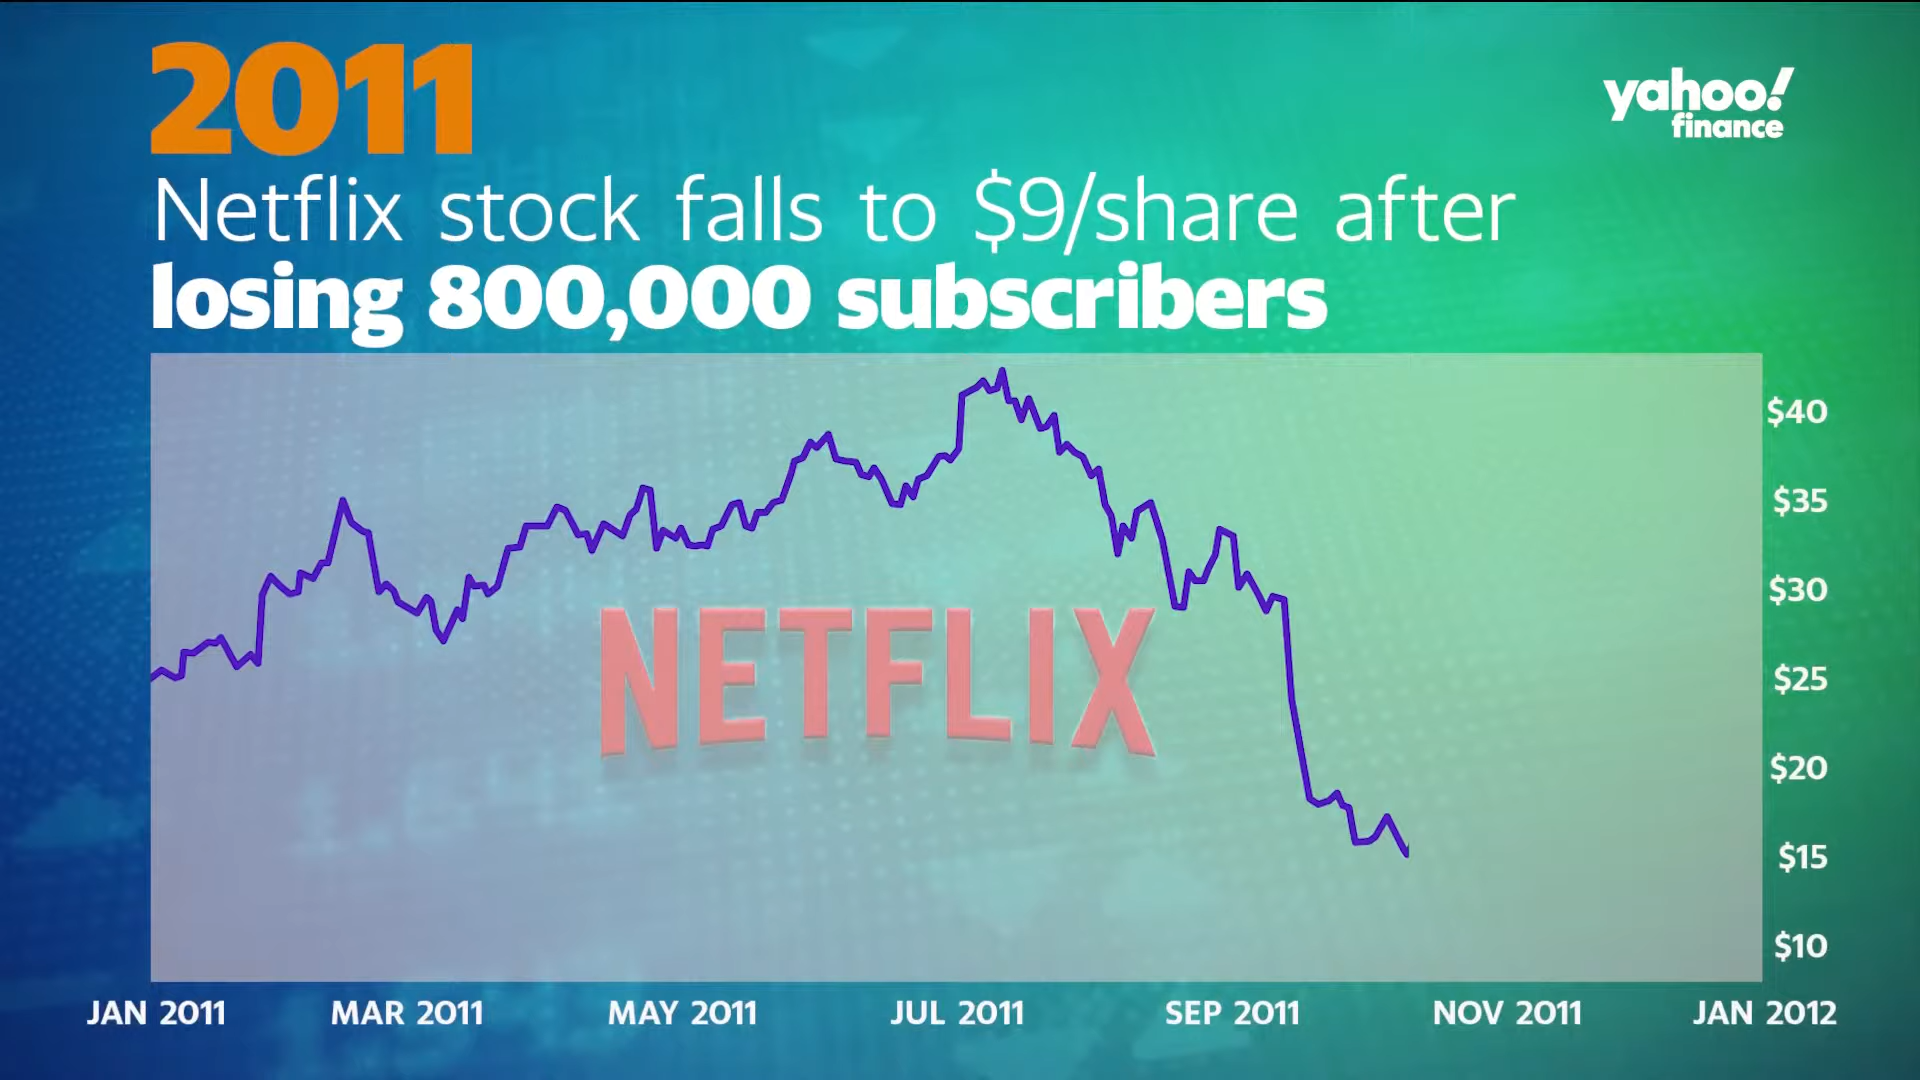 2011
yahoo!
finance
Netflix stock falls to $9/share after
losing 800,000 subscribers
$40
$35
$30
NETFLIX
$25
$20
$15
$10
JAN 2011 MAR 2011 MAY 2011 JUL 2011 SEP 2011 NOV 2011 JAN 2012